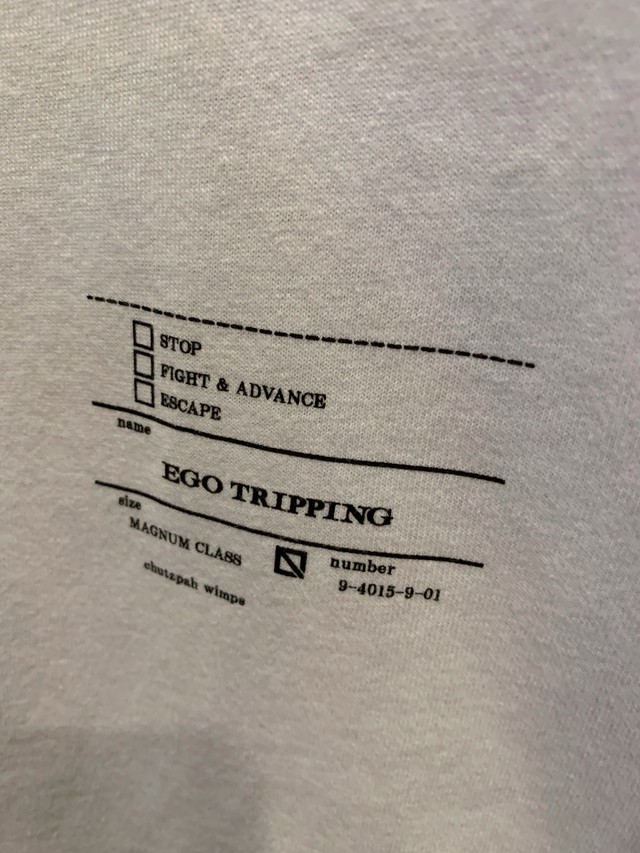 STOP
FIGHT & ADVANCE
ESCAPE
name
EGO TRIPPING
size
MAGNUM CLASS
number
chutzpah wimps
9-4015-9-01